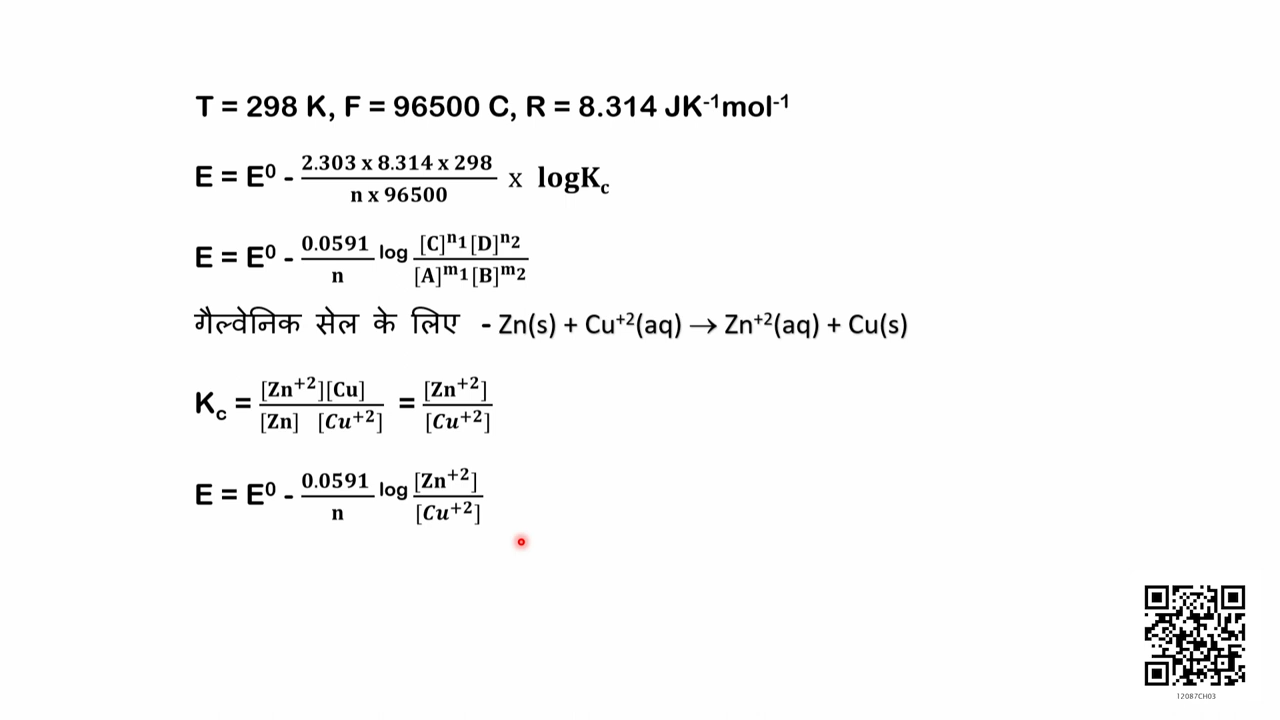 T = 298 K, F = 96500 C, R = 8.314 JK⁻¹mol⁻¹
E = E⁰ - (2.303 x 8.314 x 298)/(n x 96500) x logK_c
E = E⁰ - 0.0591/n log [C]ⁿ¹[D]ⁿ²/[A]ᵐ¹[B]ᵐ²
गैल्वेनिक सेल के लिए - Zn(s) + Cu⁺²(aq) → Zn⁺²(aq) + Cu(s)
K_c = [Zn⁺²][Cu]/[Zn] [Cu⁺²] = [Zn⁺²]/[Cu⁺²]
E = E⁰ - 0.0591/n log [Zn⁺²]/[Cu⁺²]
12087CH03